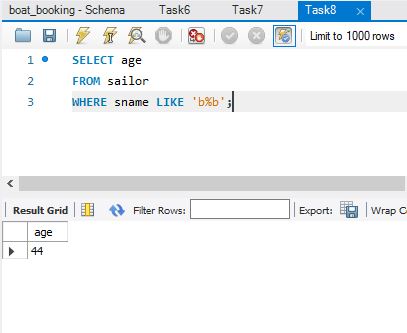 boat_booking - Schema Task6 Task7 Task8
Limit to 1000 rows
1 SELECT age
2 FROM sailor
3 WHERE sname LIKE 'b%b';
Result Grid Filter Rows: Export: Wrap Ce
age
44